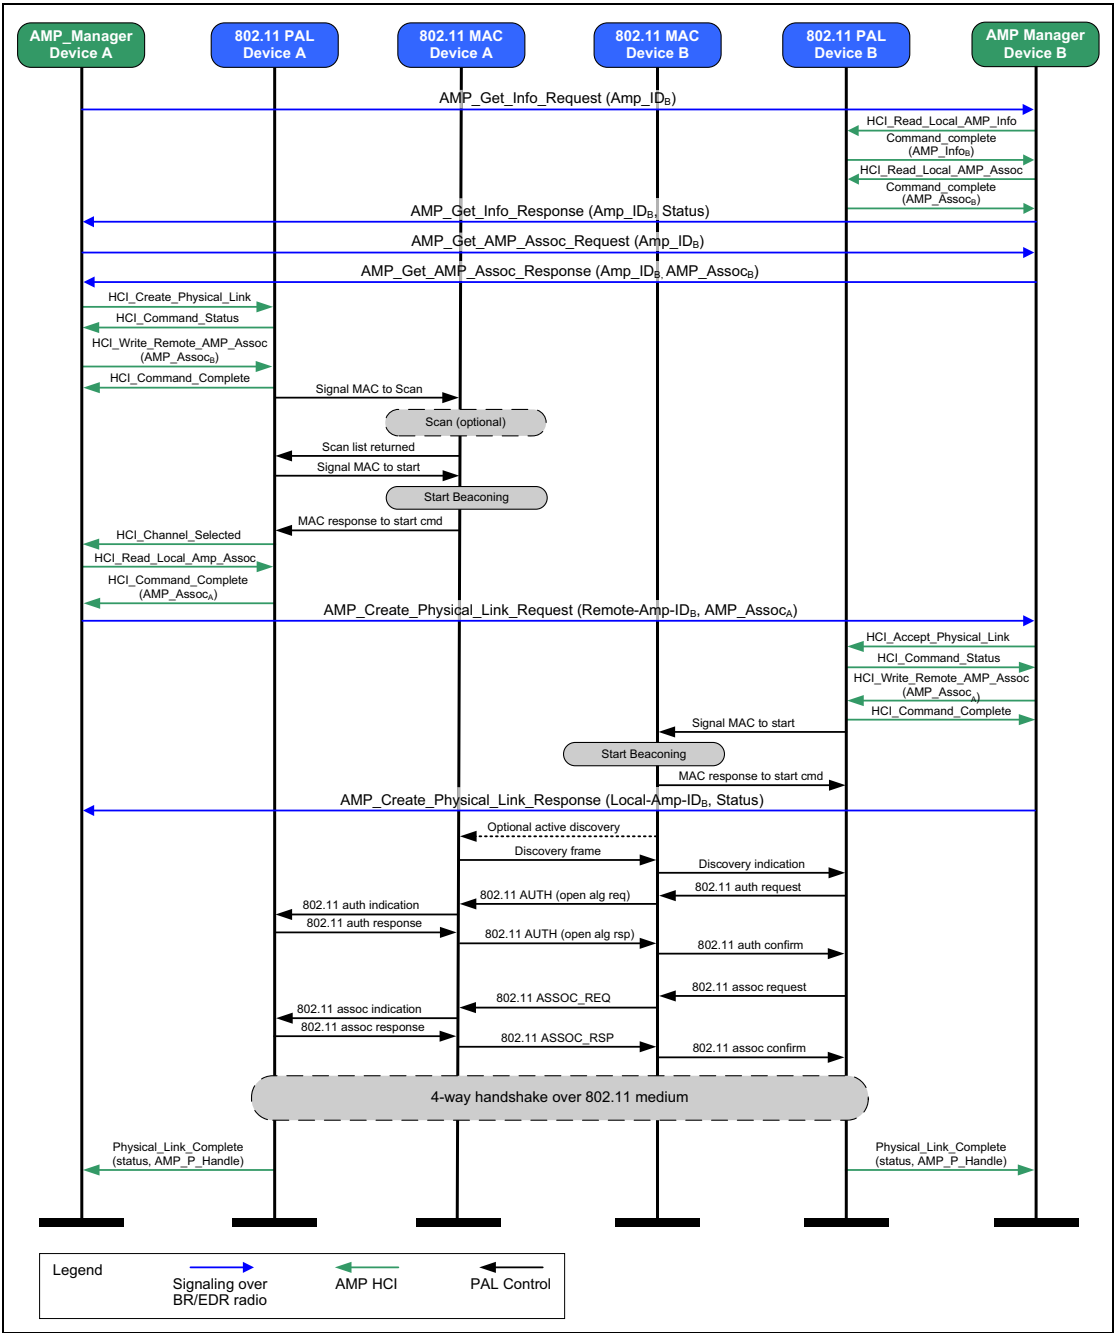 AMP_Manager
Device A
802.11 PAL
Device A
802.11 MAC
Device A
802.11 MAC
Device B
802.11 PAL
Device B
AMP Manager
Device B
AMP_Get_Info_Request (Amp_IDB)
HCI_Read_Local_AMP_Info
Command_complete
(AMP_InfoB)
HCI_Read_Local_AMP_Assoc
Command_complete
(AMP_AssocB)
AMP_Get_Info_Response (Amp_IDB, Status)
AMP_Get_AMP_Assoc_Request (Amp_IDB)
AMP_Get_AMP_Assoc_Response (Amp_IDB, AMP_AssocB)
HCI_Create_Physical_Link
HCI_Command_Status
HCI_Write_Remote_AMP_Assoc
(AMP_AssocB)
HCI_Command_Complete
Signal MAC to Scan
Scan (optional)
Scan list returned
Signal MAC to start
Start Beaconing
MAC response to start cmd
HCI_Channel_Selected
HCI_Read_Local_Amp_Assoc
HCI_Command_Complete
(AMP_AssocA)
AMP_Create_Physical_Link_Request (Remote-Amp-IDB, AMP_AssocA)
HCI_Accept_Physical_Link
HCI_Command_Status
HCI_Write_Remote_AMP_Assoc
(AMP_AssocA)
HCI_Command_Complete
Signal MAC to start
Start Beaconing
MAC response to start cmd
AMP_Create_Physical_Link_Response (Local-Amp-IDB, Status)
Optional active discovery
Discovery frame
Discovery indication
802.11 auth request
802.11 AUTH (open alg req)
802.11 auth indication
802.11 auth response
802.11 AUTH (open alg rsp)
802.11 auth confirm
802.11 assoc request
802.11 ASSOC_REQ
802.11 assoc indication
802.11 assoc response
802.11 ASSOC_RSP
802.11 assoc confirm
4-way handshake over 802.11 medium
Physical_Link_Complete
(status, AMP_P_Handle)
Physical_Link_Complete
(status, AMP_P_Handle)
Legend
Signaling over
BR/EDR radio
AMP HCI
PAL Control